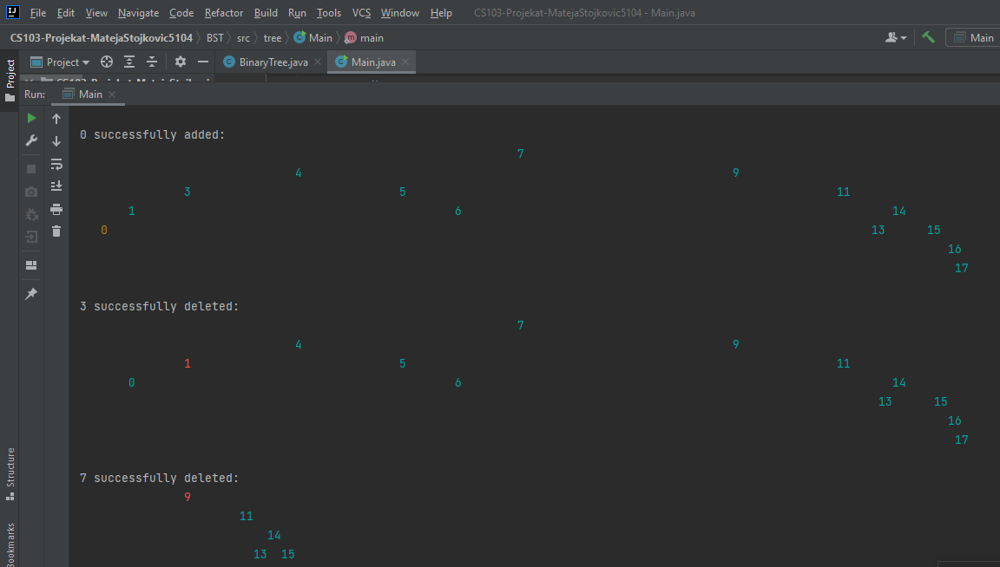 File Edit View Navigate Code Refactor Build Run Tools VCS Window Help CS103-Projekt-MatejaStojkovic5104 - Main.java
CS103-Projekat-MatejaStojkovic5104 BST src tree Main main Main
Project
Project BinaryTree.java Main.java
Run: Main
0 successfully added:
7
4 9
3 5 11
1 6 14
0 13 15
16
17
3 successfully deleted:
7
4 9
1 5 11
0 6 14
13 15
16
17
7 successfully deleted:
9
11
14
13 15
Structure
Bookmarks